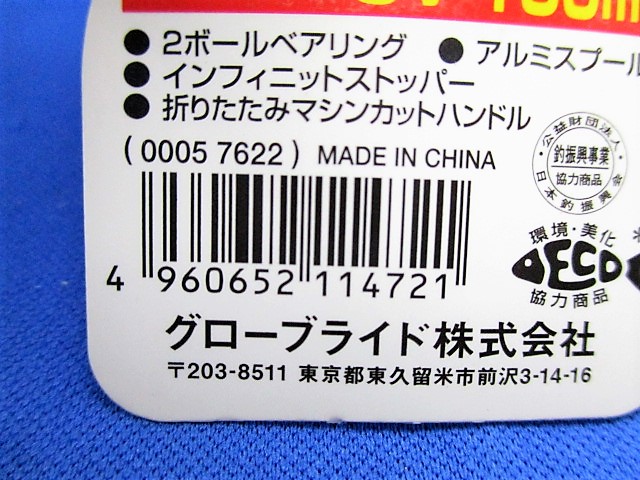 ● 2ボールベアリング ● アルミスプール
● インフィニットストッパー
● 折りたたみマシンカットハンドル
(0005 7622) MADE IN CHINA
公益財団法人
釣振興事業
協力商品
日本釣振興会
環境・美化
ECO
協力商品
4 960652 114721
グローブライド株式会社
〒203-8511 東京都東久留米市前沢3-14-16